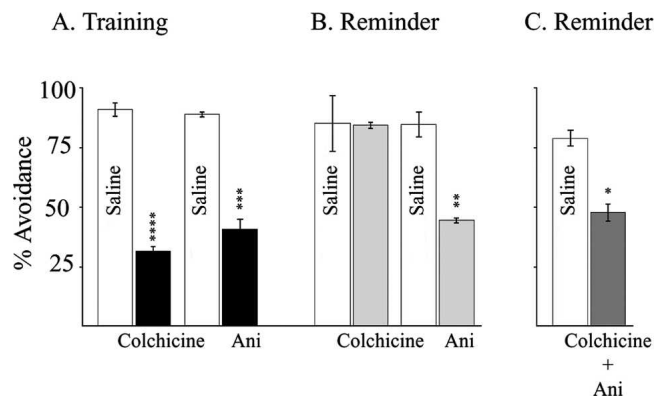 A. Training
B. Reminder
C. Reminder
% Avoidance
100
75
50
25
Saline
****
Saline
***
Saline
Saline
**
Saline
*
Colchicine
Ani
Colchicine
Ani
Colchicine
+
Ani